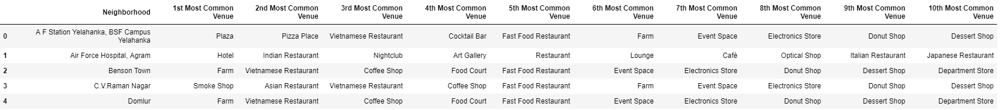 Neighborhood 1st Most Common Venue 2nd Most Common Venue 3rd Most Common Venue 4th Most Common Venue 5th Most Common Venue 6th Most Common Venue 7th Most Common Venue 8th Most Common Venue 9th Most Common Venue 10th Most Common Venue
0 A F Station Yelahanka, BSF Campus Yelahanka Plaza Pizza Place Vietnamese Restaurant Cocktail Bar Fast Food Restaurant Farm Event Space Electronics Store Donut Shop Dessert Shop
1 Air Force Hospital, Agram Hotel Indian Restaurant Nightclub Art Gallery Restaurant Lounge Café Optical Shop Italian Restaurant Japanese Restaurant
2 Benson Town Farm Vietnamese Restaurant Coffee Shop Food Court Fast Food Restaurant Event Space Electronics Store Donut Shop Dessert Shop Department Store
3 C.V.Raman Nagar Smoke Shop Asian Restaurant Vietnamese Restaurant Coffee Shop Fast Food Restaurant Farm Event Space Electronics Store Donut Shop Dessert Shop
4 Domlur Farm Vietnamese Restaurant Coffee Shop Food Court Fast Food Restaurant Event Space Electronics Store Donut Shop Dessert Shop Department Store